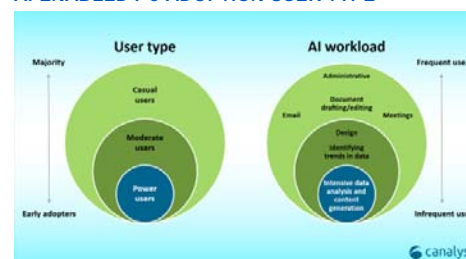 User type
AI workload
Majority
Frequent use
Administrative
Casual
users
Document
drafting/editing
Email
Meetings
Moderate
users
Design
Identifying
trends in data
Power
users
Intensive data
analysis and
content
generation
Early adopters
Infrequent use
canalys